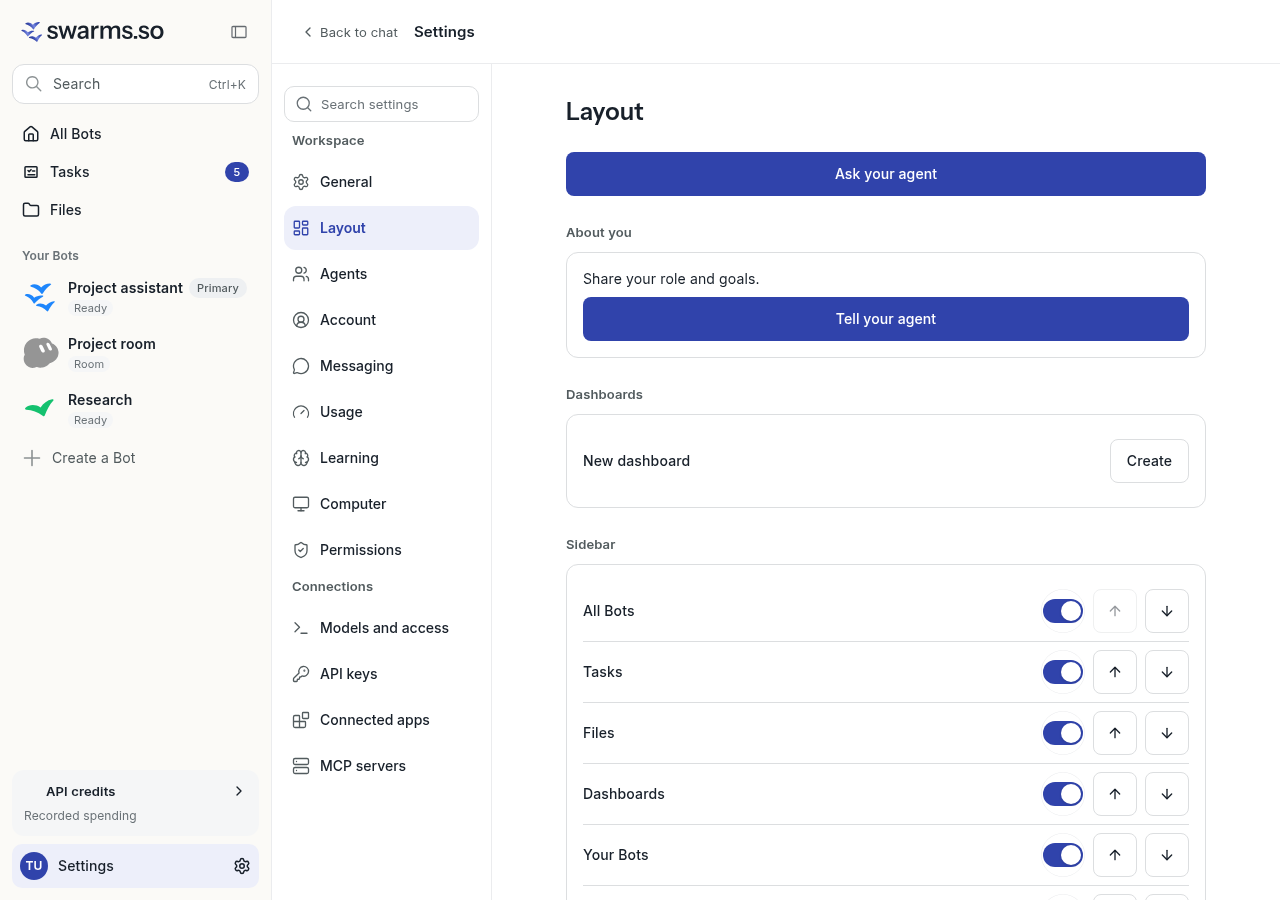 swarms.so
Search Ctrl+K
All Bots
Tasks 5
Files
Your Bots
Project assistant Primary
Ready
Project room
Room
Research
Ready
Create a Bot
API credits
Recorded spending
TU Settings
Back to chat Settings
Search settings
Workspace
General
Layout
Agents
Account
Messaging
Usage
Learning
Computer
Permissions
Connections
Models and access
API keys
Connected apps
MCP servers
Layout
Ask your agent
About you
Share your role and goals.
Tell your agent
Dashboards
New dashboard Create
Sidebar
All Bots
Tasks
Files
Dashboards
Your Bots